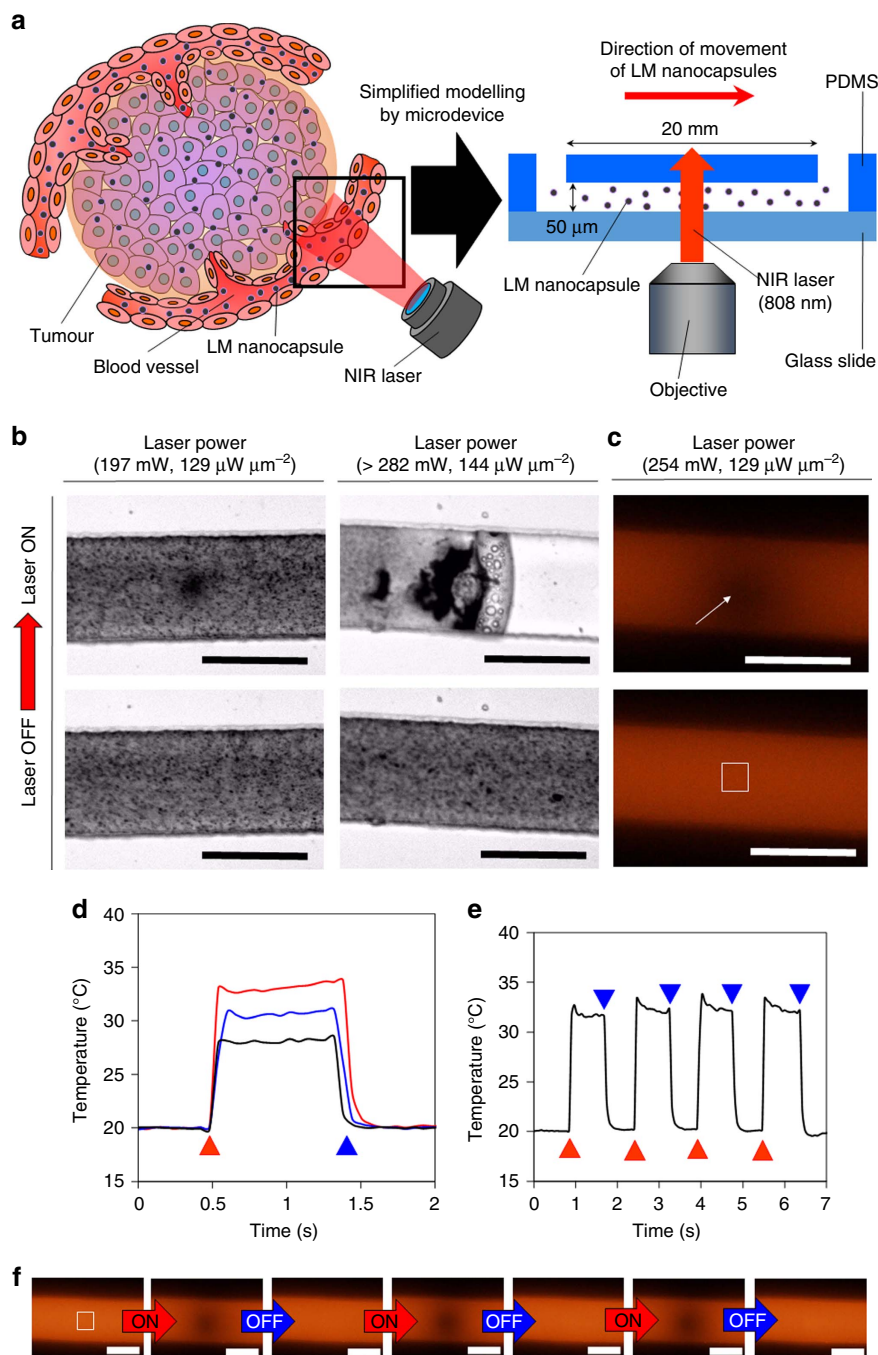 a
Direction of movement
of LM nanocapsules
PDMS
Simplified modelling
by microdevice
20 mm
50 μm
LM nanocapsule
NIR laser
(808 nm)
Tumour
Blood vessel
LM nanocapsule
NIR laser
Objective
Glass slide
b
Laser power
(197 mW, 129 μW μm⁻²)
Laser power
(> 282 mW, 144 μW μm⁻²)
c
Laser power
(254 mW, 129 μW μm⁻²)
Laser ON
Laser OFF
d
40
35
30
25
20
15
Temperature (°C)
0
0.5
1
1.5
2
Time (s)
e
40
35
30
25
20
15
Temperature (°C)
0
1
2
3
4
5
6
7
Time (s)
f
ON
OFF
ON
OFF
ON
OFF